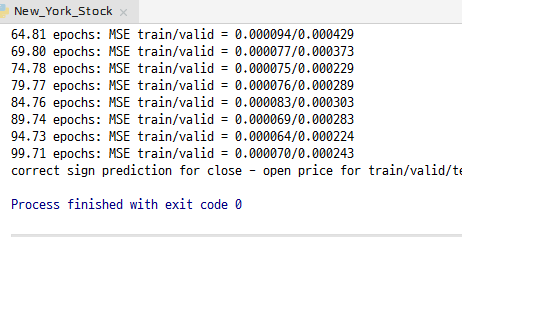 New_York_Stock
64.81 epochs: MSE train/valid = 0.000094/0.000429
69.80 epochs: MSE train/valid = 0.000077/0.000373
74.78 epochs: MSE train/valid = 0.000075/0.000229
79.77 epochs: MSE train/valid = 0.000076/0.000289
84.76 epochs: MSE train/valid = 0.000083/0.000303
89.74 epochs: MSE train/valid = 0.000069/0.000283
94.73 epochs: MSE train/valid = 0.000064/0.000224
99.71 epochs: MSE train/valid = 0.000070/0.000243
correct sign prediction for close - open price for train/valid/te
Process finished with exit code 0